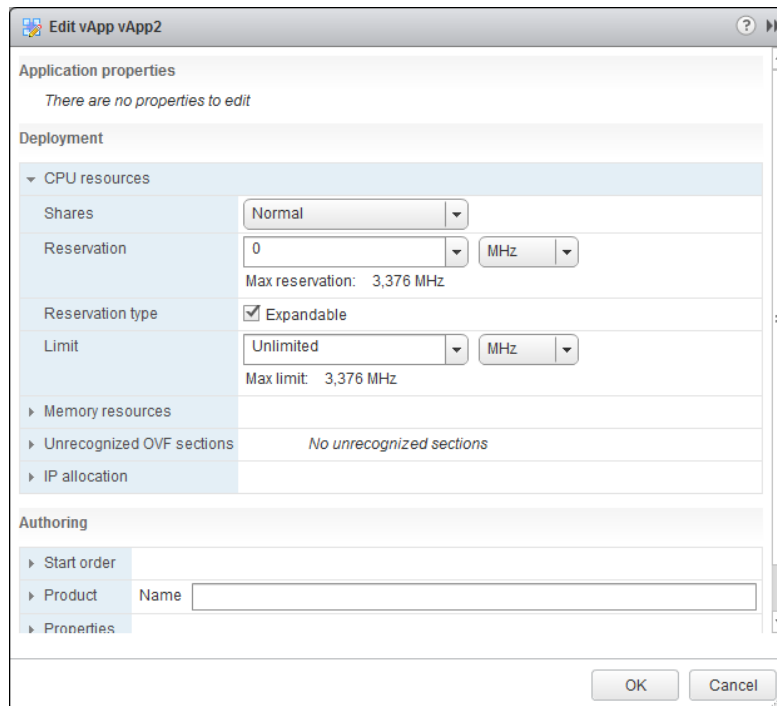 Edit vApp vApp2
?
Application properties
There are no properties to edit
Deployment
CPU resources
Shares Normal
Reservation 0 MHz
Max reservation: 3,376 MHz
Reservation type Expandable
Limit Unlimited MHz
Max limit: 3,376 MHz
Memory resources
Unrecognized OVF sections No unrecognized sections
IP allocation
Authoring
Start order
Product Name
Properties
OK Cancel